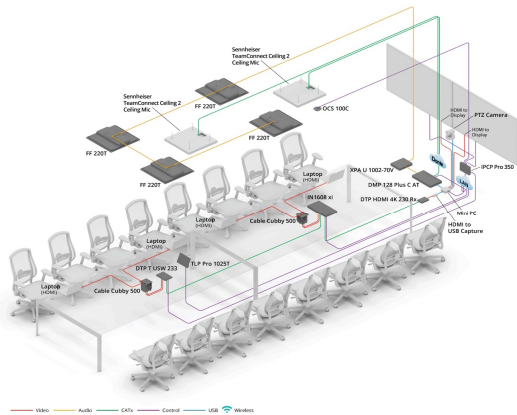 Sennheiser
TeamConnect Ceiling 2
Ceiling Mic
Sennheiser
TeamConnect Ceiling 2
Ceiling Mic
FF 220T
OCS 100C
FF 220T
FF 220T
FF 220T
HDMI to
Display
PTZ Camera
HDMI to
Display
XPA U 1002-70V
Dante
IPCP Pro 350
DMP 128 Plus C AT
DTP HDMI 4K 230 Rx
Mini PC
HDMI to
USB Capture
Laptop
(HDMI)
IN1608 xi
Laptop
(HDMI)
Cable Cubby 500
Laptop
(HDMI)
TLP Pro 1025T
DTP T USW 233
Laptop
(HDMI)
Cable Cubby 500
Video
Audio
CATx
Control
USB
Wireless